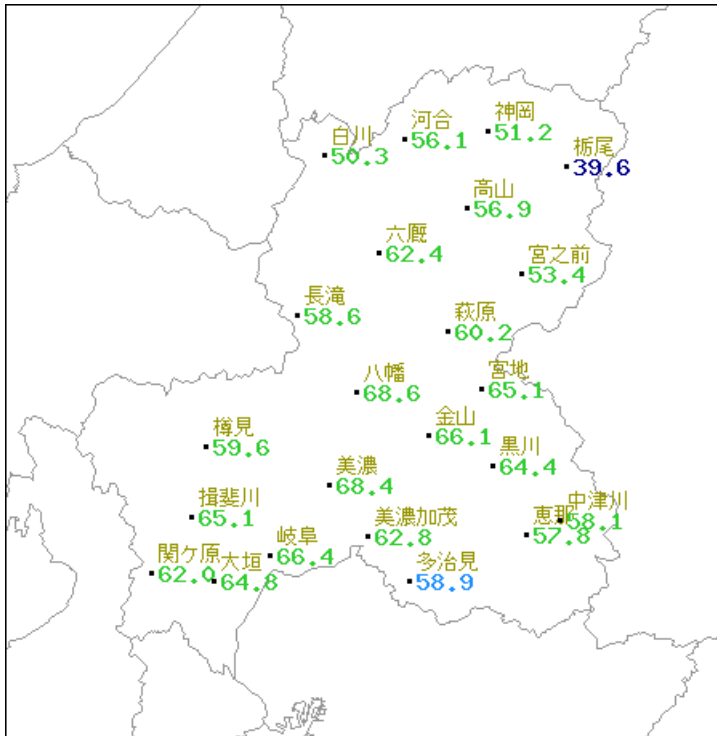 神岡
51.2
河合
56.1
白川
50.3
栃尾
39.6
高山
56.9
六厩
62.4
宮之前
53.4
長滝
58.6
萩原
60.2
宮地
65.1
八幡
68.6
金山
66.1
樽見
59.6
黒川
64.4
美濃
68.4
揖斐川
65.1
中津川
58.1
美濃加茂
62.8
恵那
57.8
岐阜
66.4
関ケ原
62.0
大垣
64.8
多治見
58.9